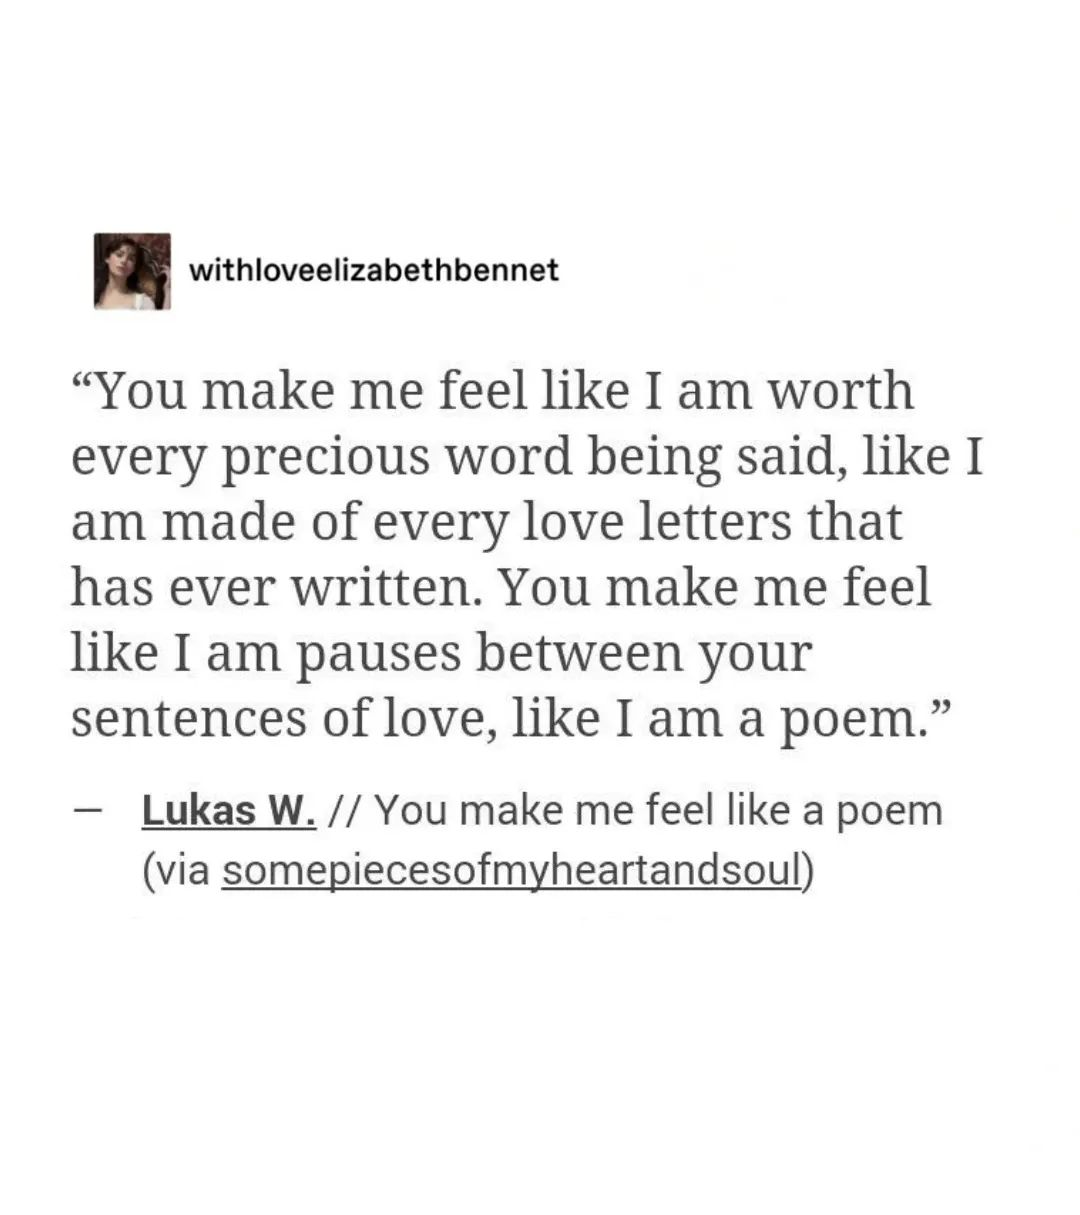 withloveelizabethbennet
“You make me feel like I am worth
every precious word being said, like I
am made of every love letters that
has ever written. You make me feel
like I am pauses between your
sentences of love, like I am a poem.”
— Lukas W. // You make me feel like a poem
(via somepiecesofmyheartandsoul)